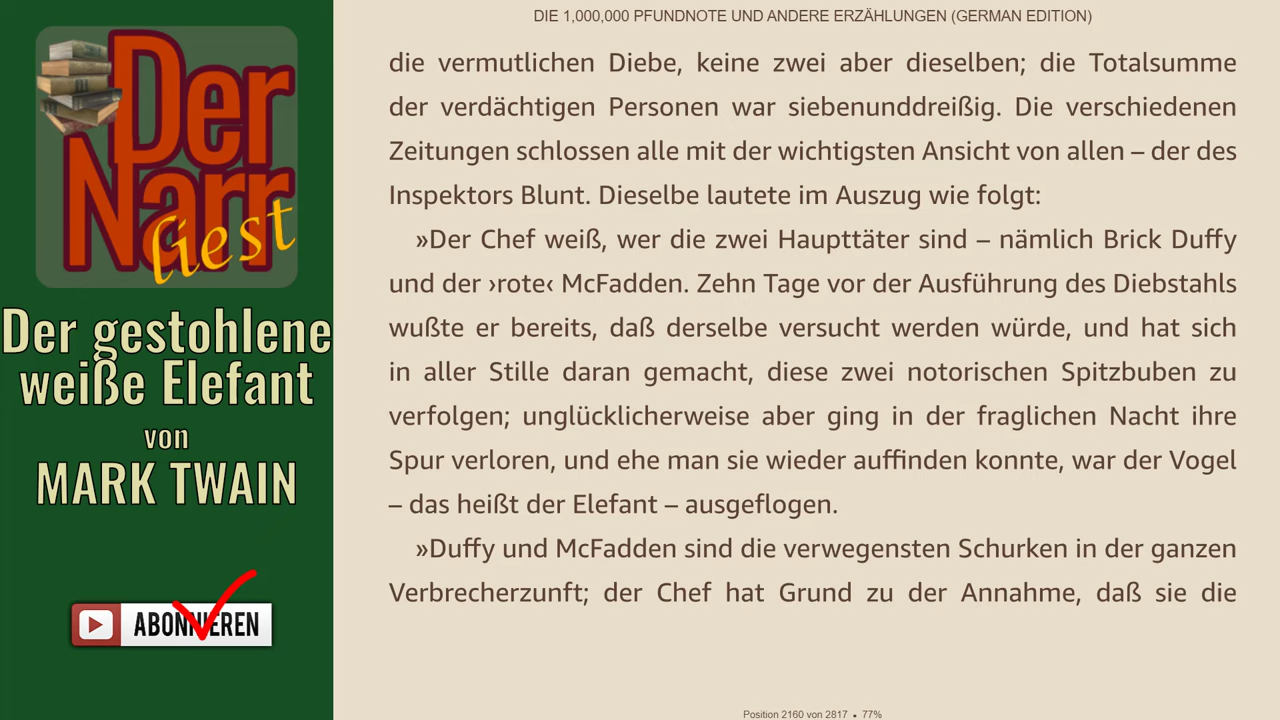 Der
Narr
liest
Der gestohlene
weiße Elefant
von
MARK TWAIN
ABONNIEREN
DIE 1,000,000 PFUNDNOTE UND ANDERE ERZÄHLUNGEN (GERMAN EDITION)
die vermutlichen Diebe, keine zwei aber dieselben; die Totalsumme
der verdächtigen Personen war siebenunddreißig. Die verschiedenen
Zeitungen schlossen alle mit der wichtigsten Ansicht von allen – der des
Inspektors Blunt. Dieselbe lautete im Auszug wie folgt:
»Der Chef weiß, wer die zwei Haupttäter sind – nämlich Brick Duffy
und der ›rote‹ McFadden. Zehn Tage vor der Ausführung des Diebstahls
wußte er bereits, daß derselbe versucht werden würde, und hat sich
in aller Stille daran gemacht, diese zwei notorischen Spitzbuben zu
verfolgen; unglücklicherweise aber ging in der fraglichen Nacht ihre
Spur verloren, und ehe man sie wieder auffinden konnte, war der Vogel
– das heißt der Elefant – ausgeflogen.
»Duffy und McFadden sind die verwegensten Schurken in der ganzen
Verbrecherzunft; der Chef hat Grund zu der Annahme, daß sie die
Position 2160 von 2817 • 77%